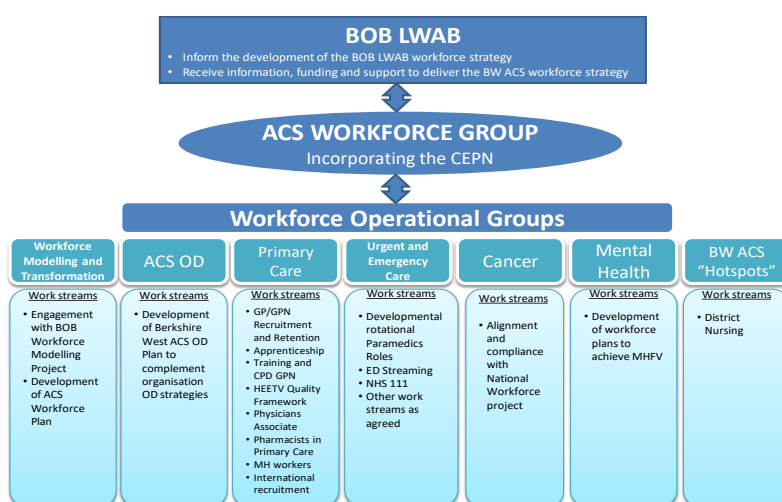 BOB LWAB
• Inform the development of the BOB LWAB workforce strategy
• Receive information, funding and support to deliver the BW ACS workforce strategy
ACS WORKFORCE GROUP
Incorporating the CEPN
Workforce Operational Groups
Workforce
Modelling and
Transformation
Work streams
• Engagement
with BOB
Workforce
Modelling
Project
• Development
of ACS
Workforce
Plan
ACS OD
Work streams
• Development
of Berkshire
West ACS OD
Plan to
complement
organisation
OD strategies
Primary
Care
Work streams
• GP/GPN
Recruitment
and Retention
• Apprenticeship
• Training and
CPD GPN
• HEETV Quality
Framework
• Physicians
Associate
• Pharmacists in
Primary Care
• MH workers
• International
recruitment
Urgent and
Emergency
Care
Work streams
• Developmental
rotational
Paramedics
Roles
• ED Streaming
• NHS 111
• Other work
streams as
agreed
Cancer
Work streams
• Alignment
and
compliance
with
National
Workforce
project
Mental
Health
Work streams
• Development
of workforce
plans to
achieve MHFV
BW ACS
“Hotspots”
Work streams
• District
Nursing